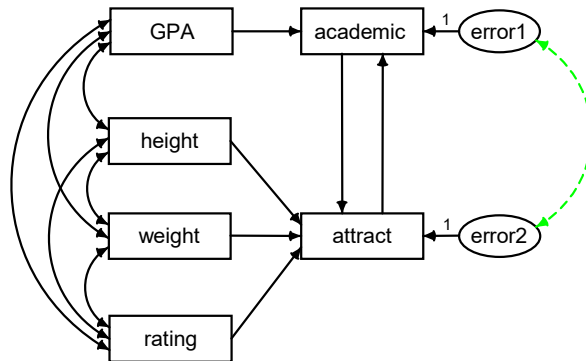 GPA
academic
1
error1
height
weight
attract
1
error2
rating